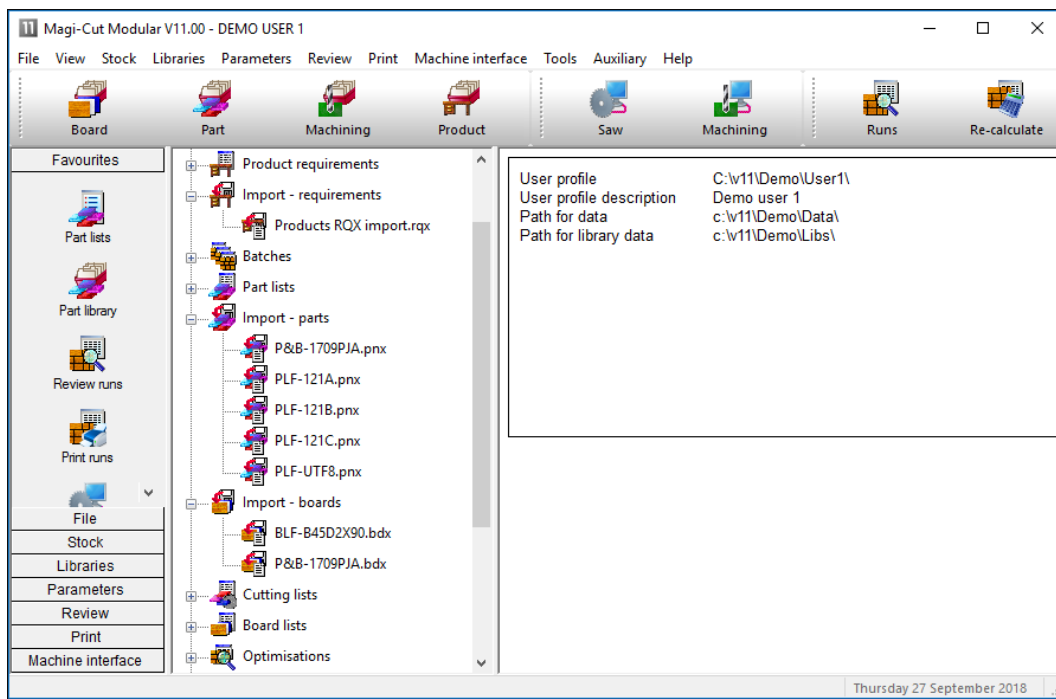 11 Magi-Cut Modular V11.00 - DEMO USER 1
File View Stock Libraries Parameters Review Print Machine interface Tools Auxiliary Help
Board Part Machining Product Saw Machining Runs Re-calculate
Favourites
Part lists
Part library
Review runs
Print runs
File
Stock
Libraries
Parameters
Review
Print
Machine interface
Product requirements
Import - requirements
Products RQX import.rqx
Batches
Part lists
Import - parts
P&B-1709PJA.pnx
PLF-121A.pnx
PLF-121B.pnx
PLF-121C.pnx
PLF-UTF8.pnx
Import - boards
BLF-B45D2X90.bdx
P&B-1709PJA.bdx
Cutting lists
Board lists
Optimisations
User profile C:\v11\Demo\User1\
User profile description Demo user 1
Path for data c:\v11\Demo\Data\
Path for library data c:\v11\Demo\Libs\
Thursday 27 September 2018